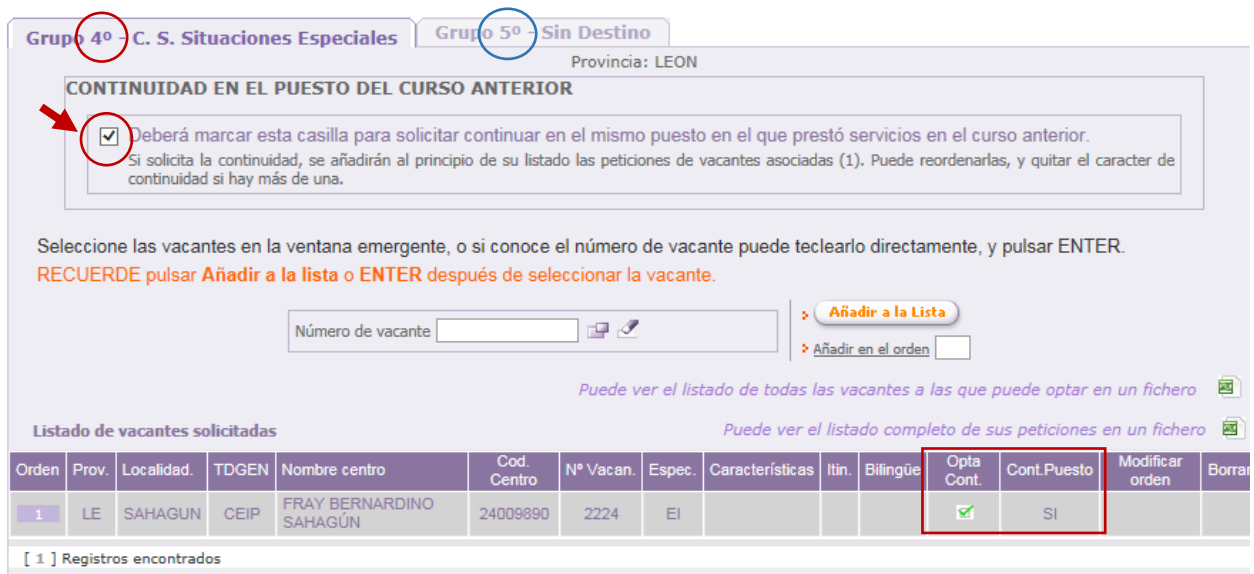 Grupo 4º - C. S. Situaciones Especiales
Grupo 5º - Sin Destino
Provincia: LEON
CONTINUIDAD EN EL PUESTO DEL CURSO ANTERIOR
Deberá marcar esta casilla para solicitar continuar en el mismo puesto en el que prestó servicios en el curso anterior.
Si solicita la continuidad, se añadirán al principio de su listado las peticiones de vacantes asociadas (1). Puede reordenarlas, y quitar el caracter de
continuidad si hay más de una.
Seleccione las vacantes en la ventana emergente, o si conoce el número de vacante puede teclearlo directamente, y pulsar ENTER.
RECUERDE pulsar Añadir a la lista o ENTER después de seleccionar la vacante.
Número de vacante
Añadir a la Lista
Añadir en el orden
Puede ver el listado de todas las vacantes a las que puede optar en un fichero
Listado de vacantes solicitadas
Puede ver el listado completo de sus peticiones en un fichero
Orden Prov. Localidad. TDGEN Nombre centro Cod. Centro Nº Vacan. Espec. Características Itin. Bilingüe Opta Cont. Cont.Puesto Modificar orden Borrar
1 LE SAHAGUN CEIP FRAY BERNARDINO SAHAGÚN 24009890 2224 EI SI
[ 1 ] Registros encontrados